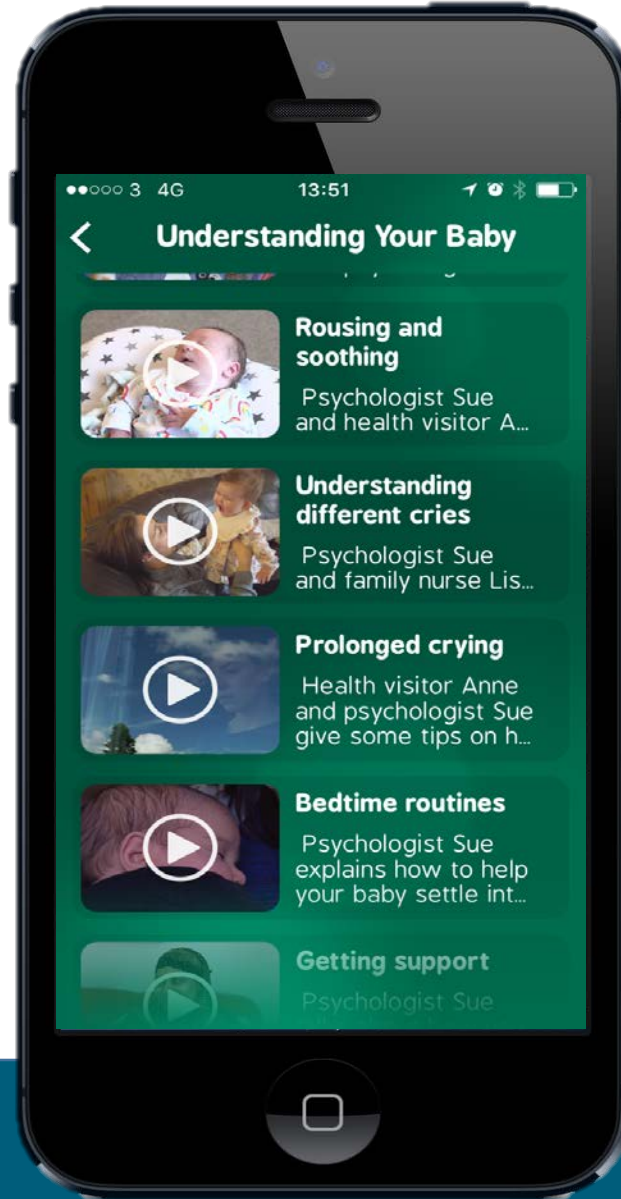 3 4G 13:51
Understanding Your Baby
Rousing and
soothing
Psychologist Sue
and health visitor A...
Understanding
different cries
Psychologist Sue
and family nurse Lis...
Prolonged crying
Health visitor Anne
and psychologist Sue
give some tips on h...
Bedtime routines
Psychologist Sue
explains how to help
your baby settle int...
Getting support
Psychologist Sue